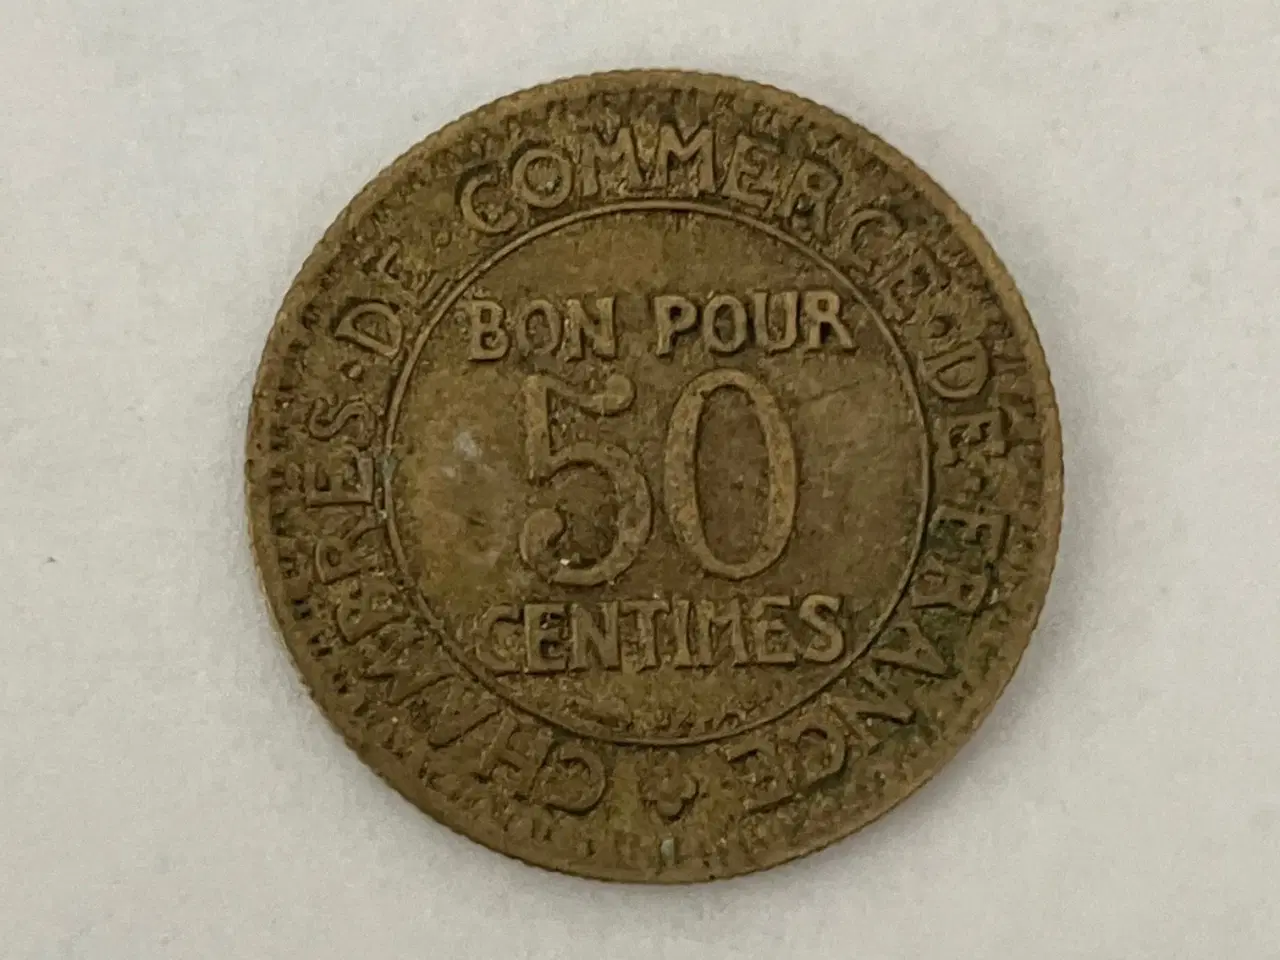 CHAMBRES · DE · COMMERCE · DE · FRANCE
BON POUR
50
CENTIMES